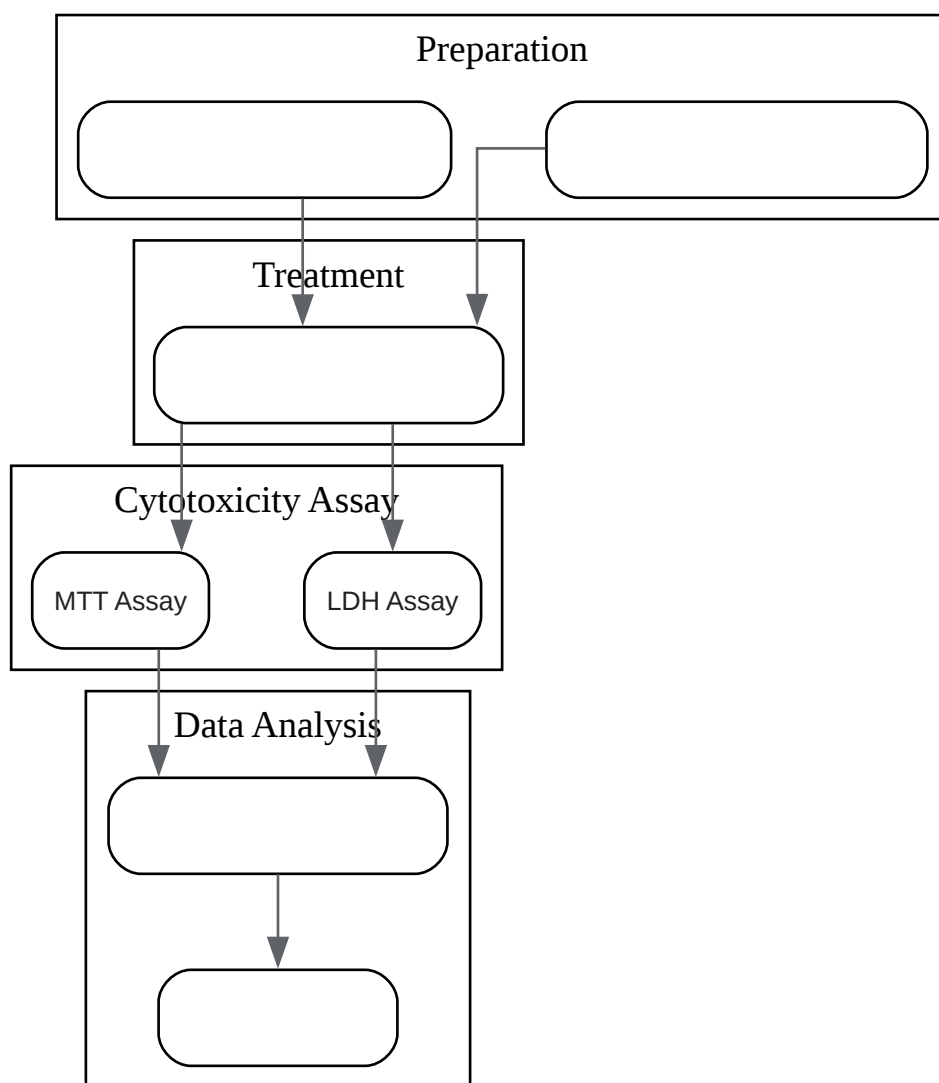 Preparation
Treatment
Cytotoxicity Assay
MTT Assay
LDH Assay
Data Analysis